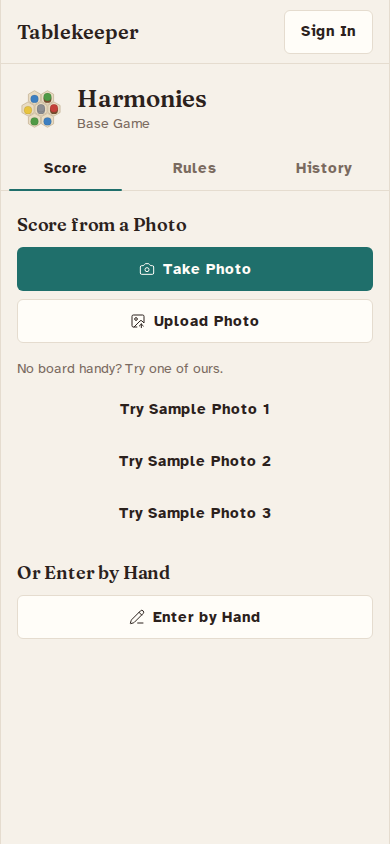 Tablekeeper
Sign In
Harmonies
Base Game
Score
Rules
History
Score from a Photo
Take Photo
Upload Photo
No board handy? Try one of ours.
Try Sample Photo 1
Try Sample Photo 2
Try Sample Photo 3
Or Enter by Hand
Enter by Hand